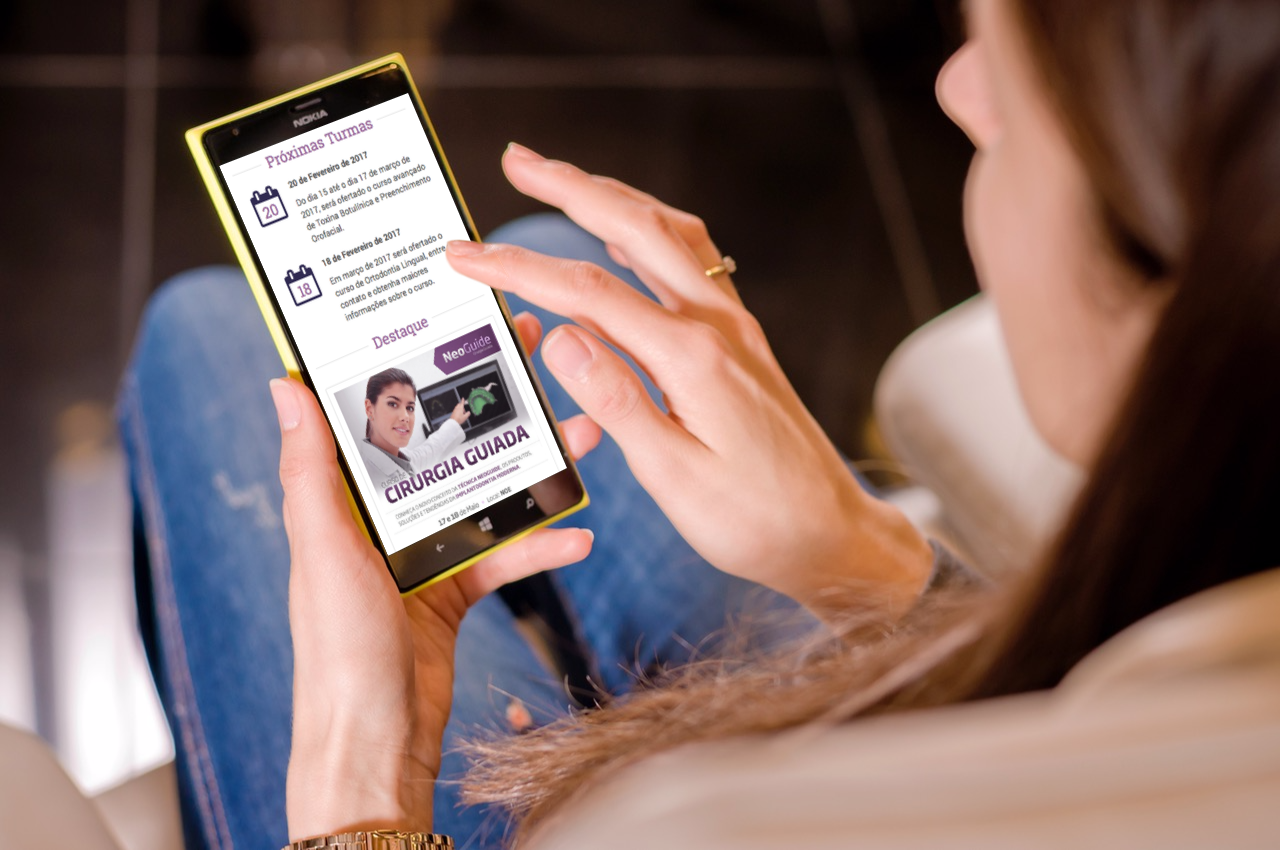 NOKIA
Próximas Turmas
20 de Fevereiro de 2017
20
Do dia 15 até o dia 17 de março de
2017, será ofertado o curso avançado
de Toxina Botulínica e Preenchimento
Orofacial.
18 de Fevereiro de 2017
18
Em março de 2017 será ofertado o
curso de Ortodontia Lingual, entre
contato e obtenha maiores
informações sobre o curso.
Destaque
NeoGuide
CURSO DE
CIRURGIA GUIADA
CONHEÇA O NOVO CONCEITO DA TÉCNICA NEOGUIDE, OS PRODUTOS,
SOLUÇÕES E TENDÊNCIAS DA IMPLANTODONTIA MODERNA.
17 e 18 de Maio - Local: NOE